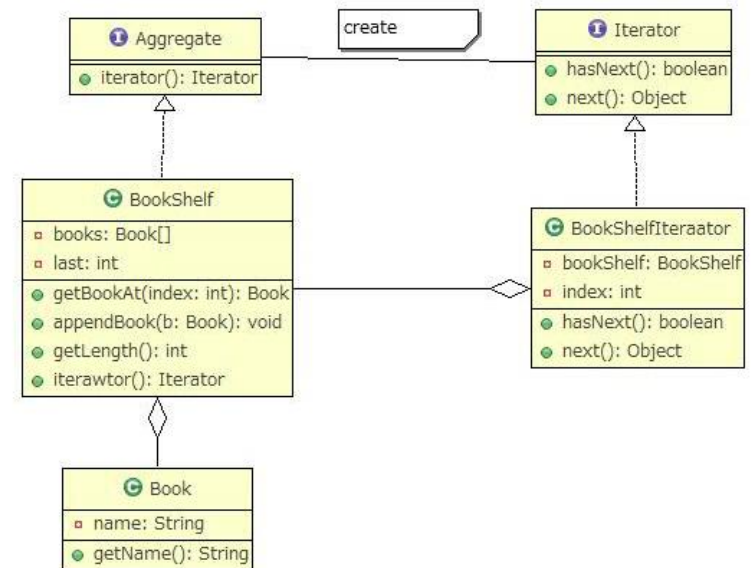 Aggregate
iterator(): Iterator
create
Iterator
hasNext(): boolean
next(): Object
BookShelf
books: Book[]
last: int
getBookAt(index: int): Book
appendBook(b: Book): void
getLength(): int
iterawtor(): Iterator
BookShelfIteraator
bookShelf: BookShelf
index: int
hasNext(): boolean
next(): Object
Book
name: String
getName(): String